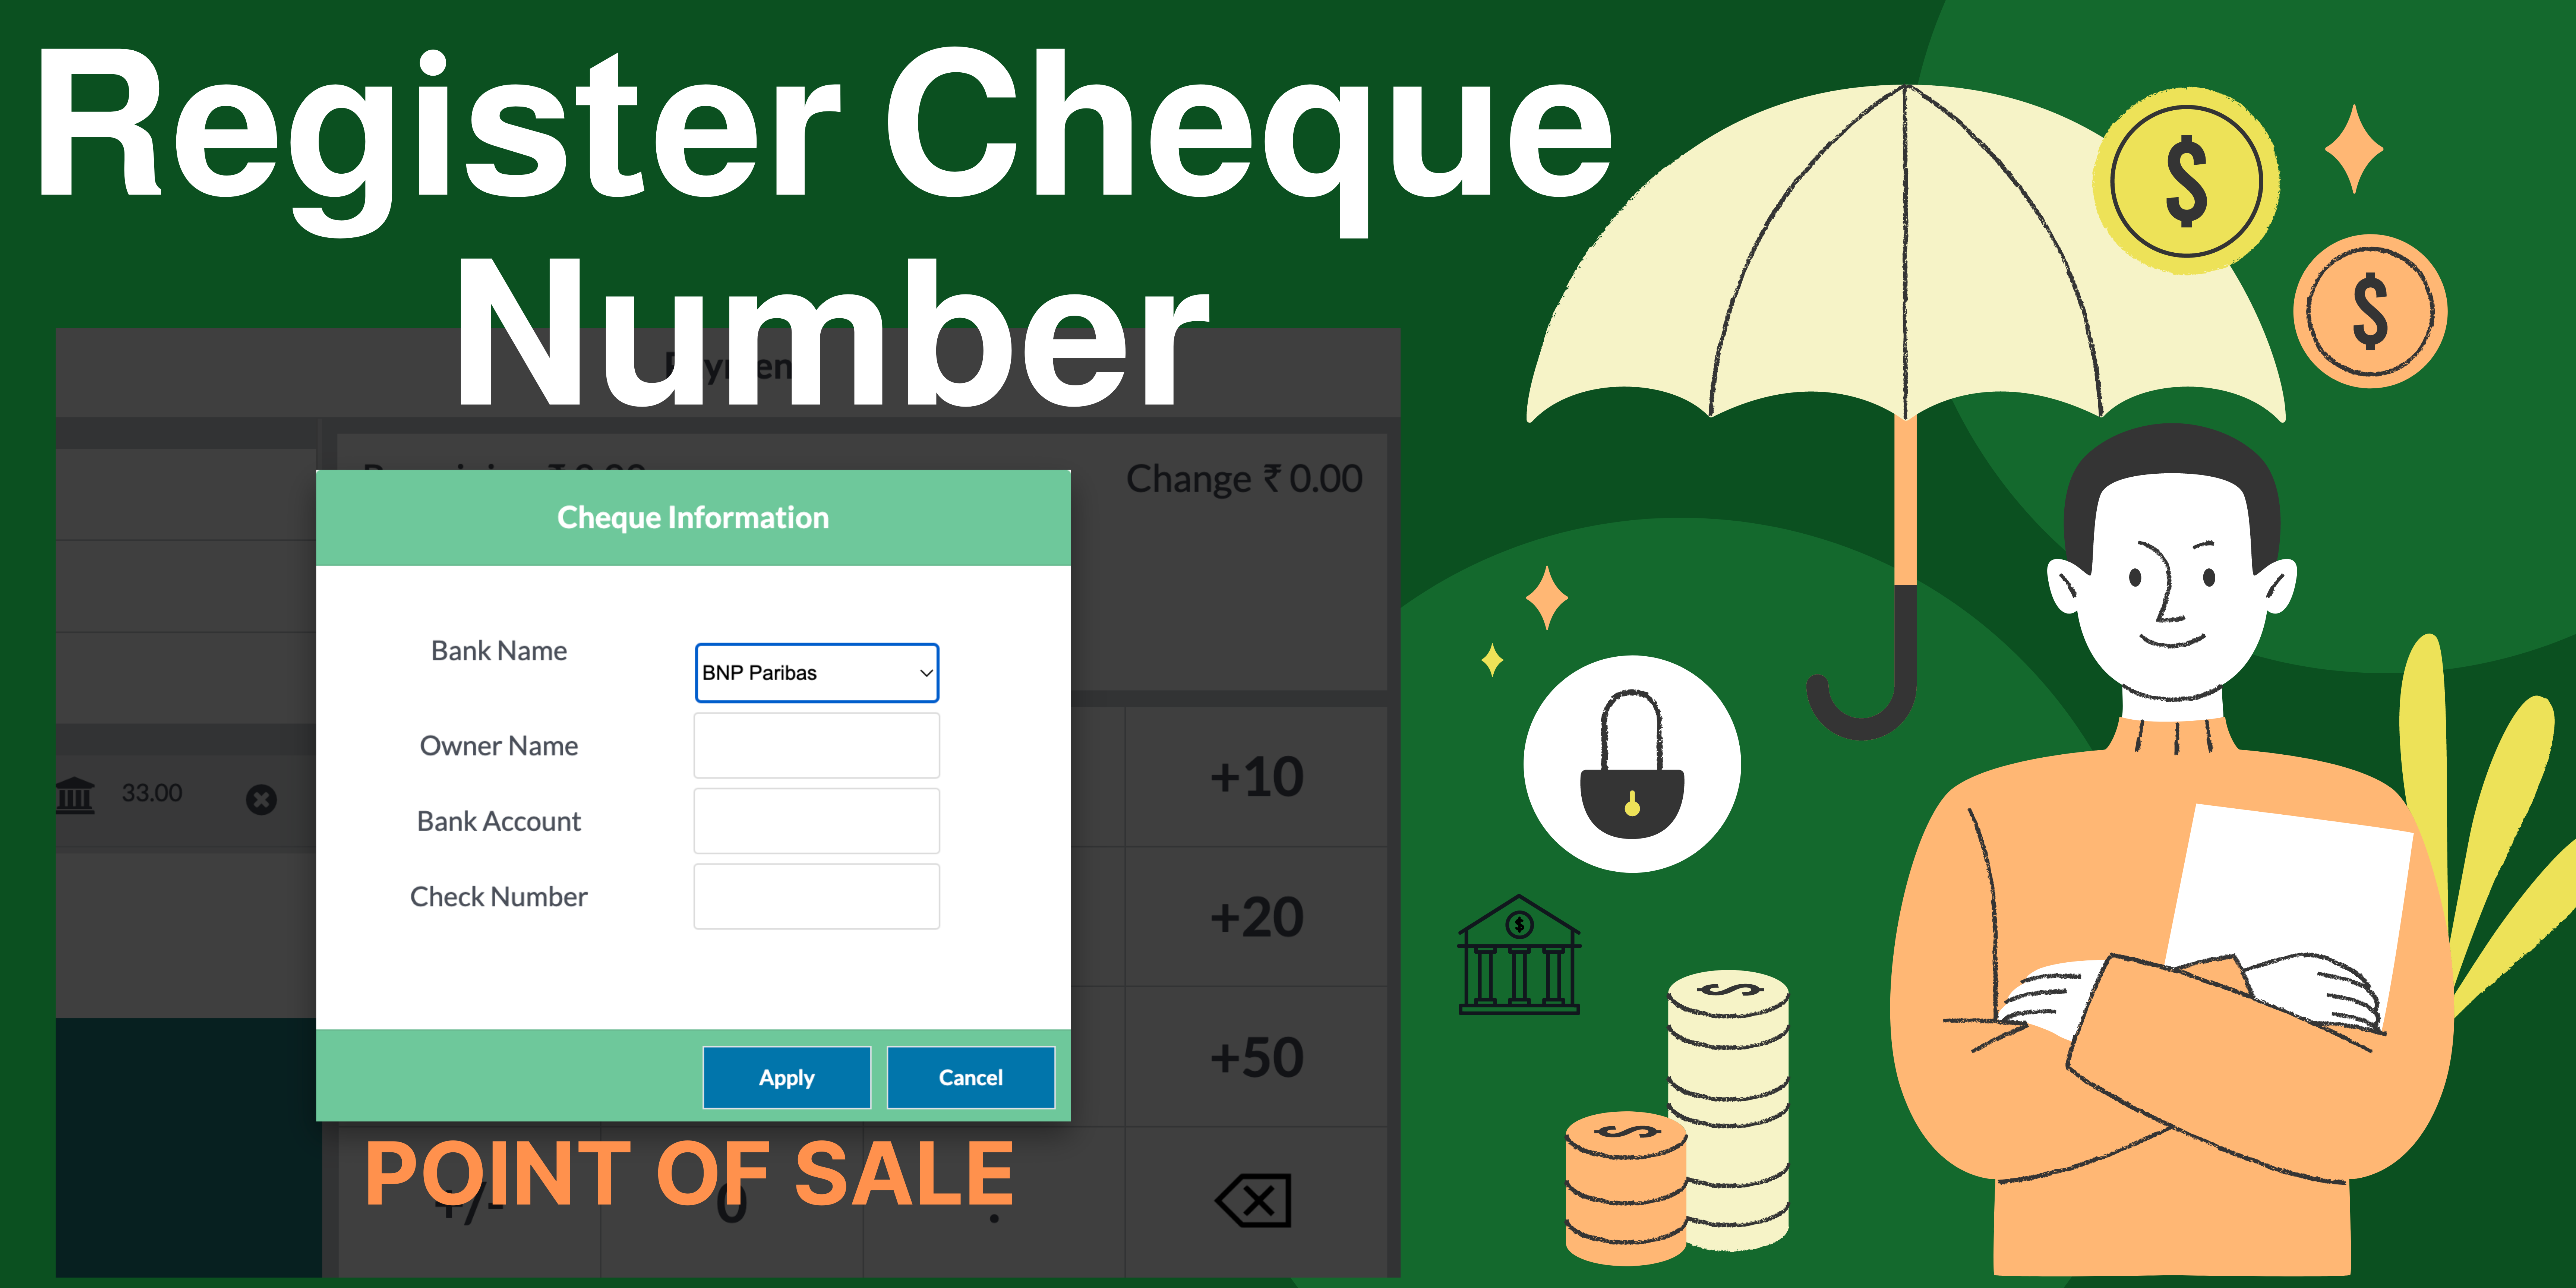 Register Cheque
Number
Change ₹ 0.00
Cheque Information
Bank Name
BNP Paribas
Owner Name
33.00
Bank Account
Check Number
+10
+20
+50
Apply
Cancel
POINT OF SALE
+/-
0
.
$
$
$